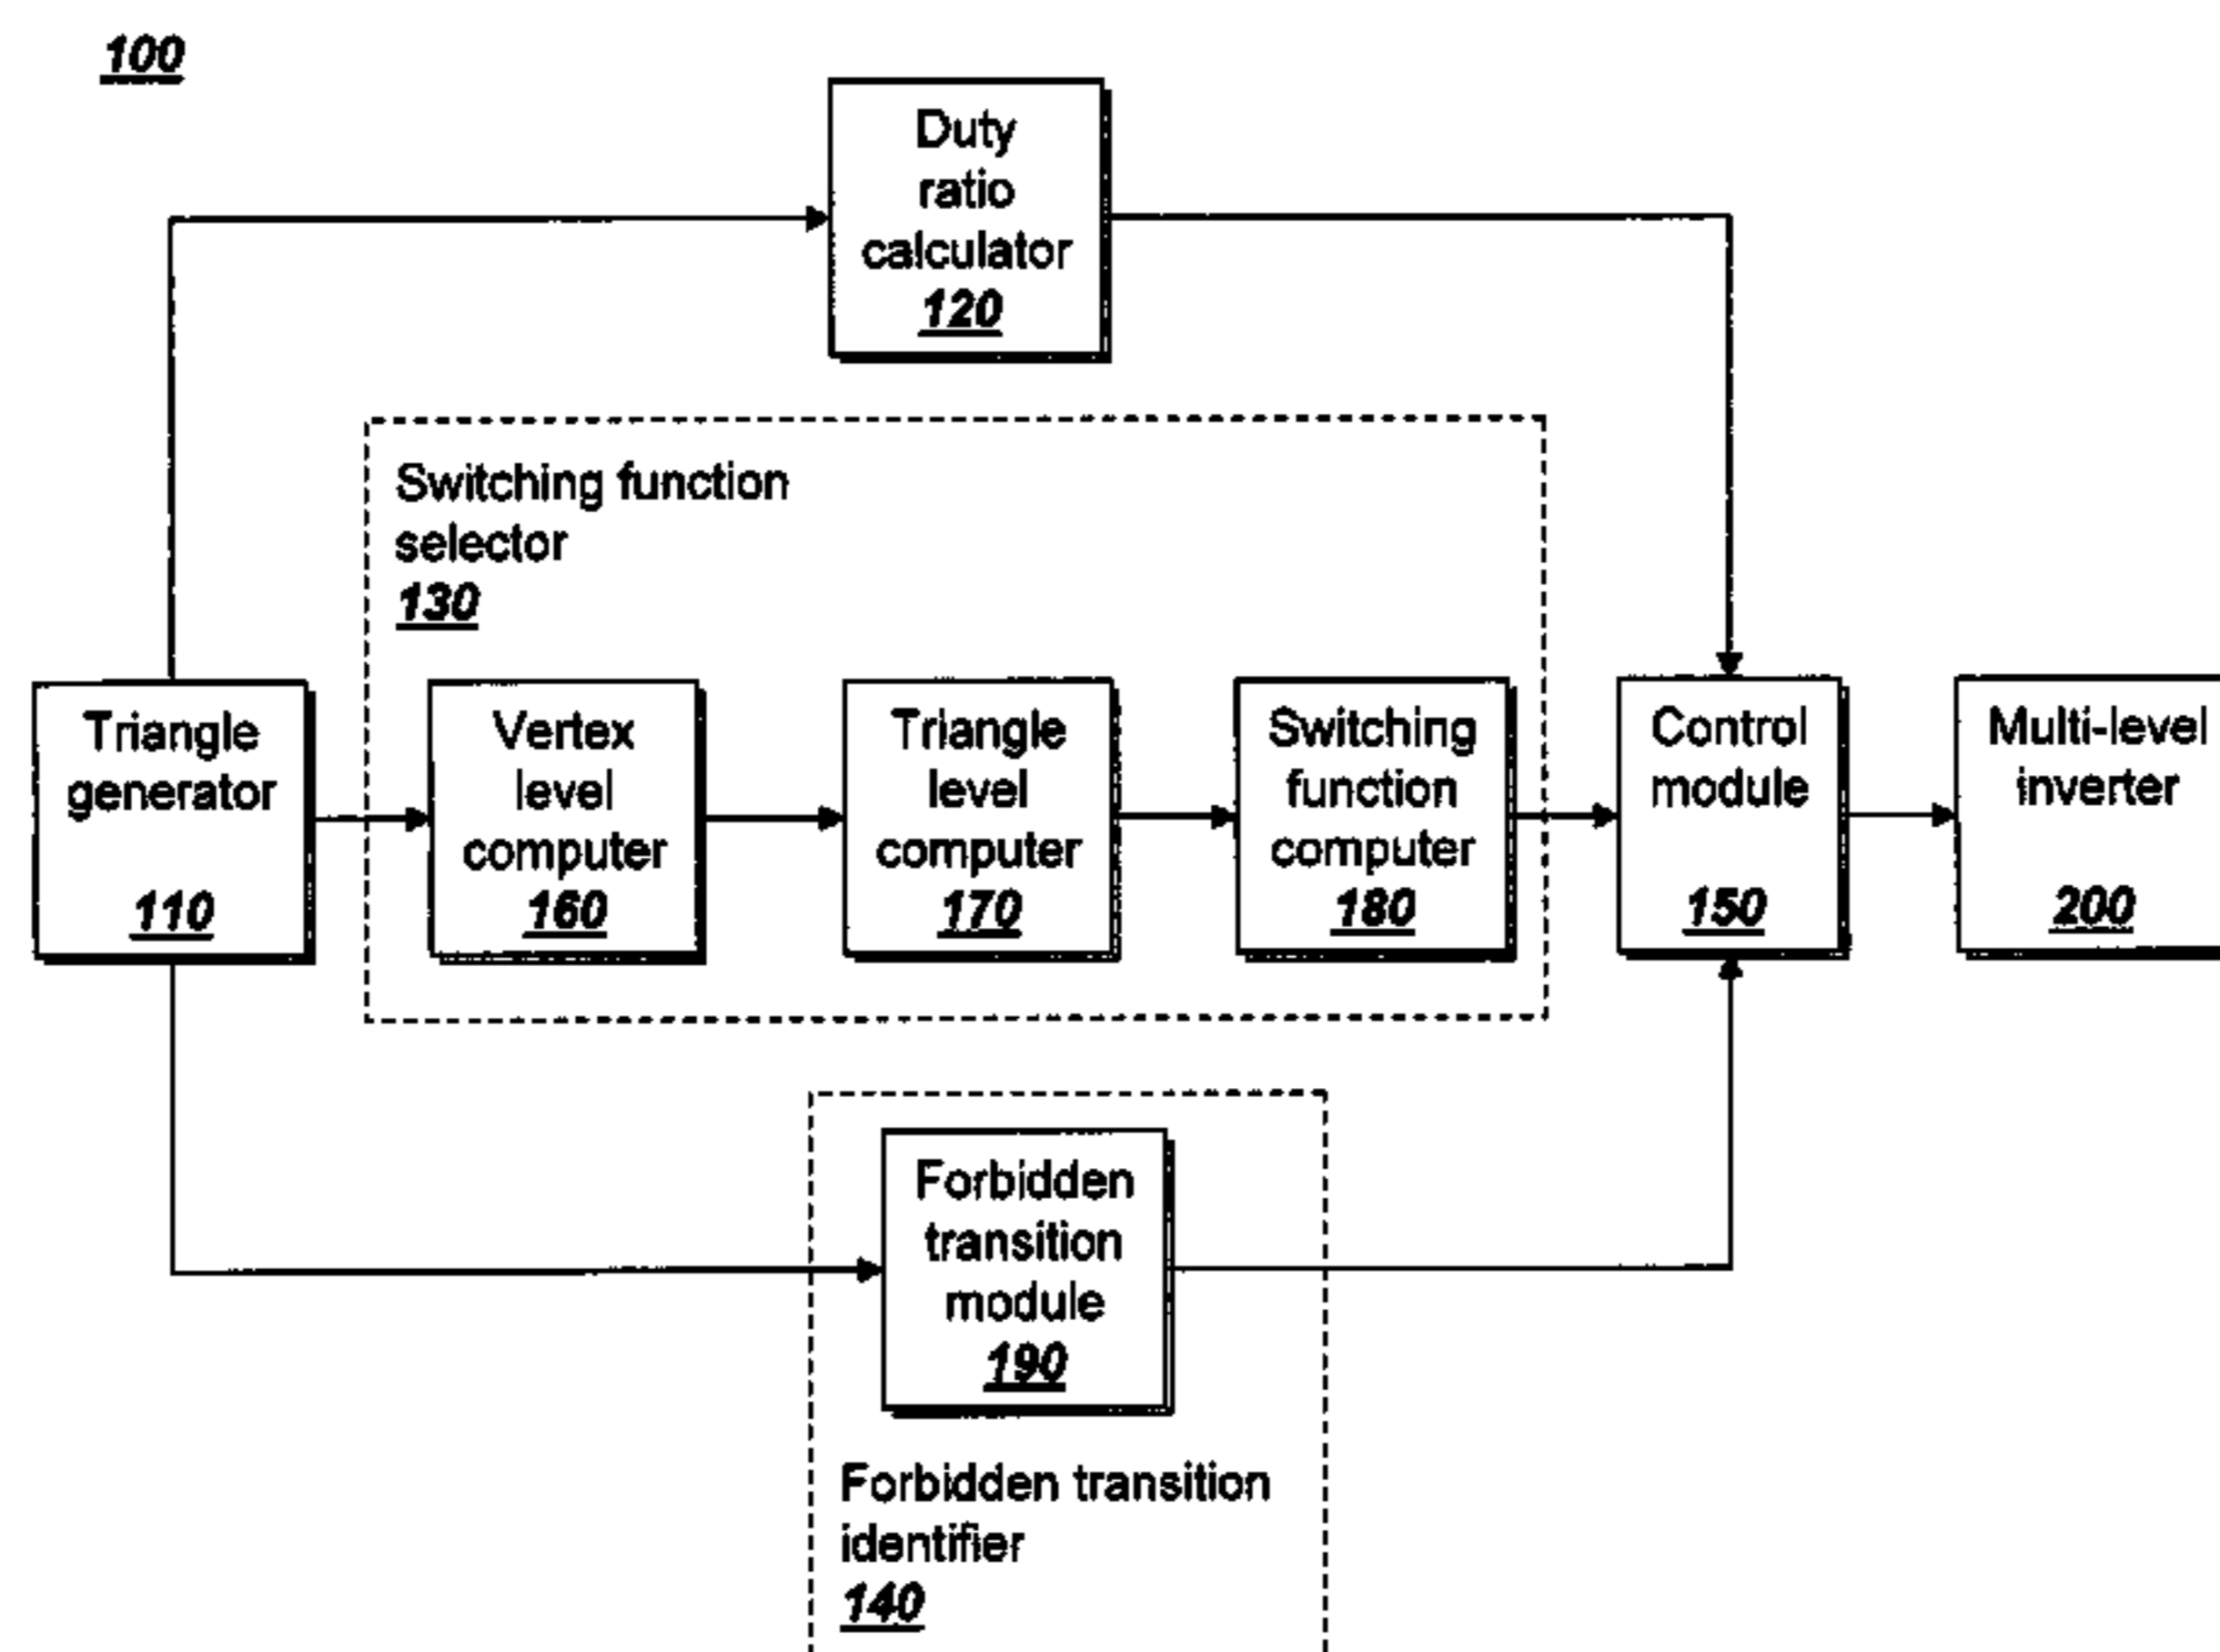 100
Duty
ratio
calculator
120
Switching function
selector
130
Triangle
generator
110
Vertex
level
computer
160
Triangle
level
computer
170
Switching
function
computer
180
Control
module
150
Multi-level
inverter
200
Forbidden
transition
module
190
Forbidden transition
identifier
140